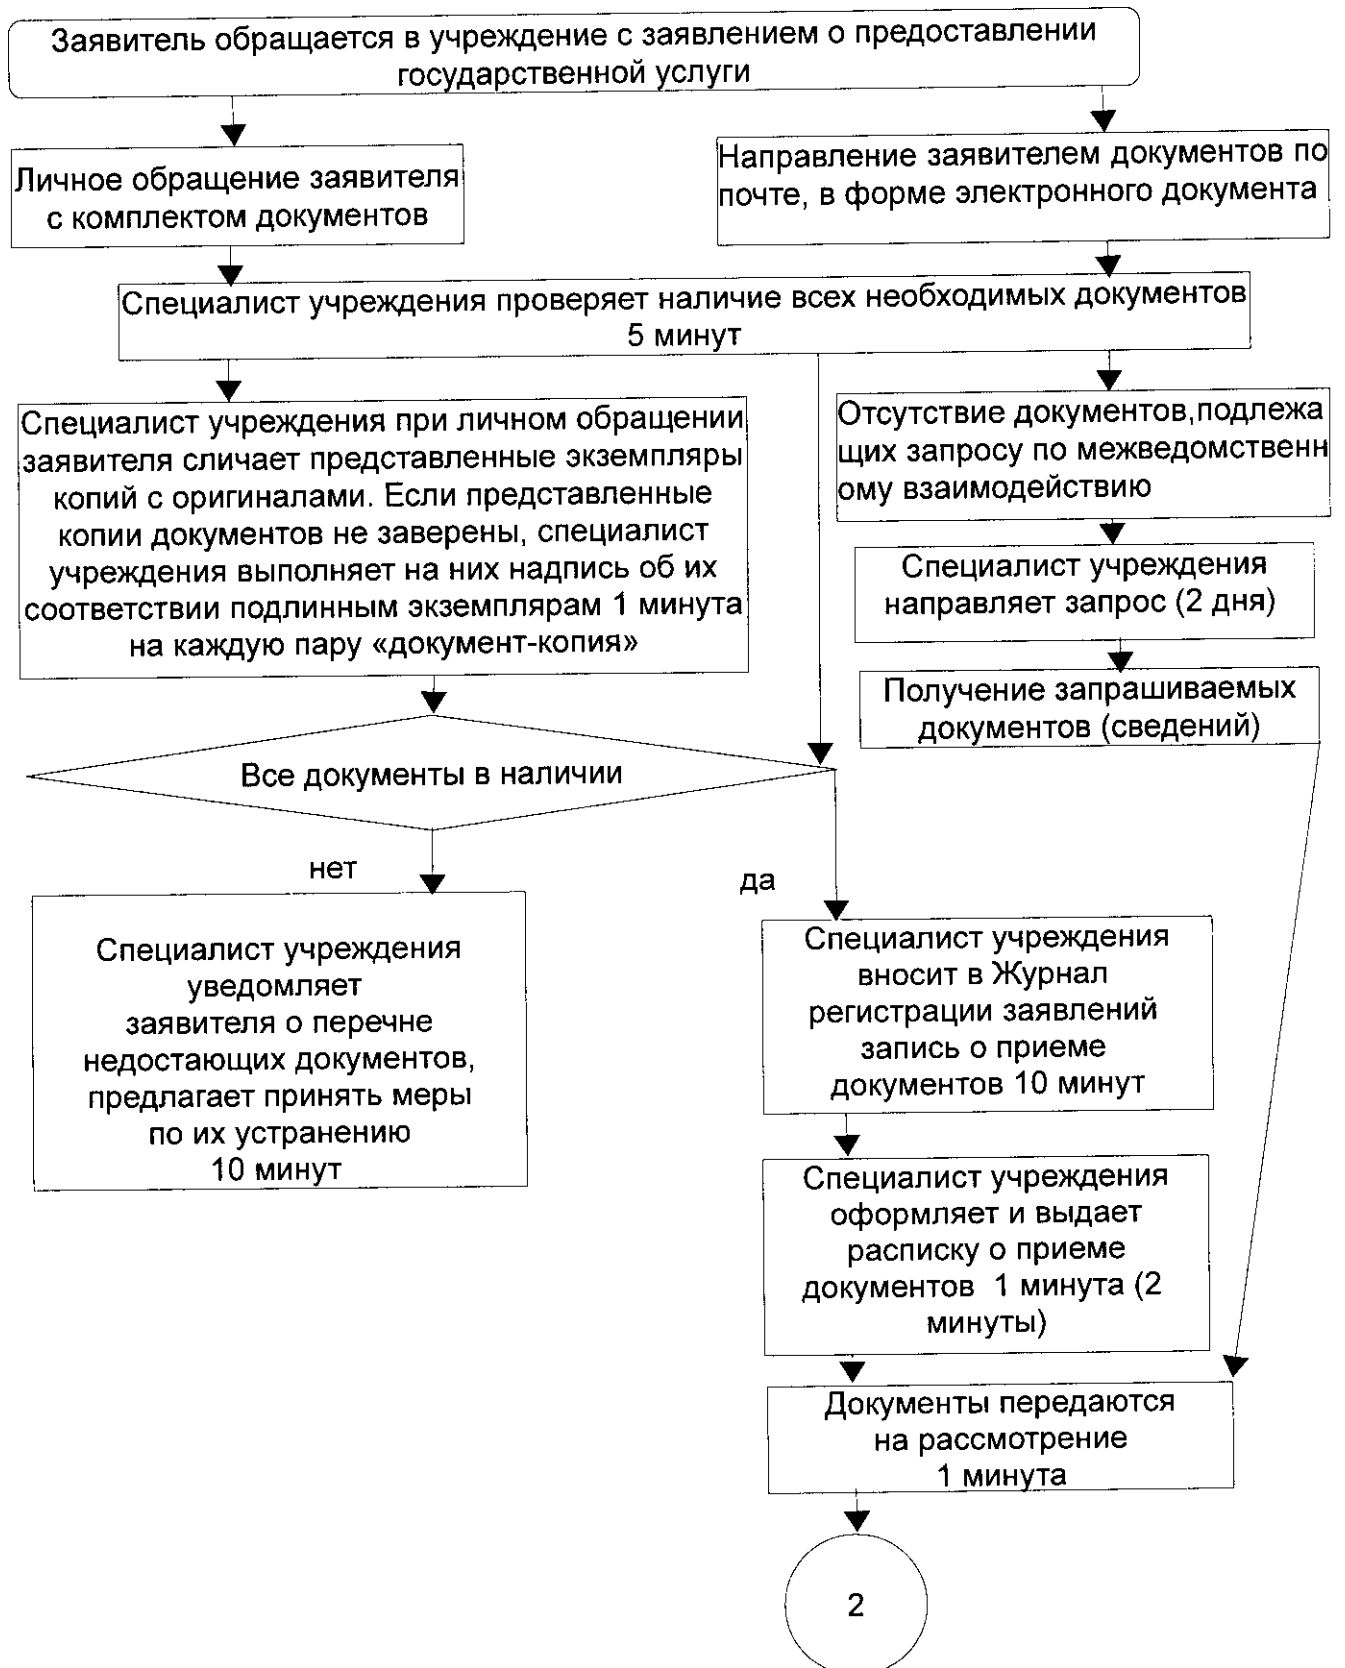 Заявитель обращается в учреждение с заявлением о предоставлении
государственной услуги
Личное обращение заявителя
с комплектом документов
Направление заявителем документов по
почте, в форме электронного документа
Специалист учреждения проверяет наличие всех необходимых документов
5 минут
Специалист учреждения при личном обращении
заявителя сличает представленные экземпляры
копий с оригиналами. Если представленные
копии документов не заверены, специалист
учреждения выполняет на них надпись об их
соответствии подлинным экземплярам 1 минута
на каждую пару «документ-копия»
Отсутствие документов,подлежа
щих запросу по межведомственн
ому взаимодействию
Специалист учреждения
направляет запрос (2 дня)
Получение запрашиваемых
документов (сведений)
Все документы в наличии
нет
да
Специалист учреждения
уведомляет
заявителя о перечне
недостающих документов,
предлагает принять меры
по их устранению
10 минут
Специалист учреждения
вносит в Журнал
регистрации заявлений
запись о приеме
документов 10 минут
Специалист учреждения
оформляет и выдает
расписку о приеме
документов 1 минута (2
минуты)
Документы передаются
на рассмотрение
1 минута
2